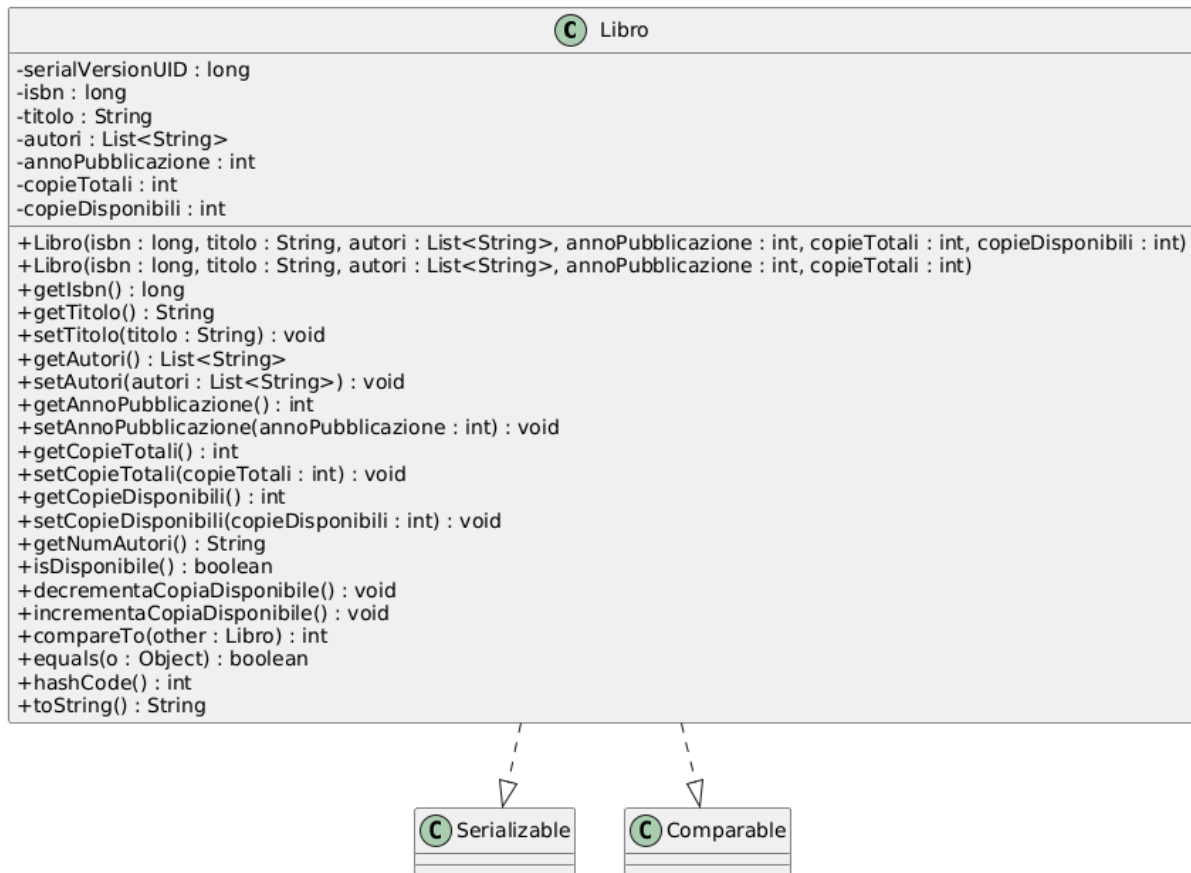 C Libro
-serialVersionUID : long
-isbn : long
-titolo : String
-autori : List<String>
-annoPubblicazione : int
-copieTotali : int
-copieDisponibili : int
+Libro(isbn : long, titolo : String, autori : List<String>, annoPubblicazione : int, copieTotali : int, copieDisponibili : int)
+Libro(isbn : long, titolo : String, autori : List<String>, annoPubblicazione : int, copieTotali : int)
+getIsbn() : long
+getTitolo() : String
+setTitolo(titolo : String) : void
+getAutori() : List<String>
+setAutori(autori : List<String>) : void
+getAnnoPubblicazione() : int
+setAnnoPubblicazione(annoPubblicazione : int) : void
+getCopieTotali() : int
+setCopieTotali(copieTotali : int) : void
+getCopieDisponibili() : int
+setCopieDisponibili(copieDisponibili : int) : void
+getNumAutori() : String
+isDisponibile() : boolean
+decrementaCopiaDisponibile() : void
+incrementaCopiaDisponibile() : void
+compareTo(other : Libro) : int
+equals(o : Object) : boolean
+hashCode() : int
+toString() : String
C Serializable
C Comparable